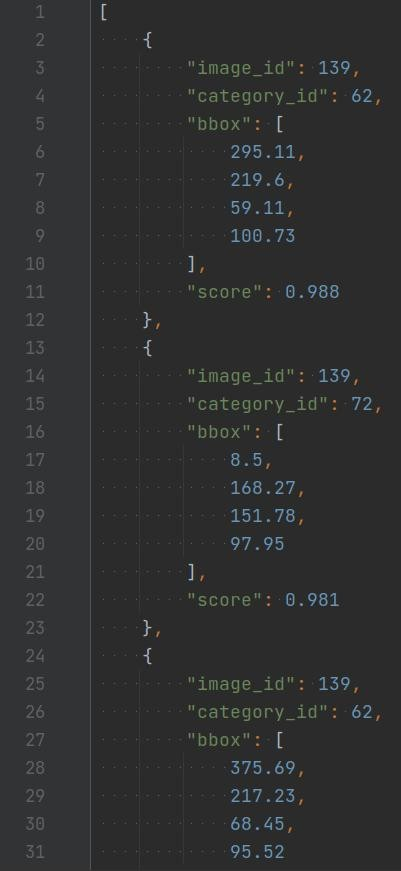 1 [
2     {
3         "image_id": 139,
4         "category_id": 62,
5         "bbox": [
6             295.11,
7             219.6,
8             59.11,
9             100.73
10         ],
11         "score": 0.988
12     },
13     {
14         "image_id": 139,
15         "category_id": 72,
16         "bbox": [
17             8.5,
18             168.27,
19             151.78,
20             97.95
21         ],
22         "score": 0.981
23     },
24     {
25         "image_id": 139,
26         "category_id": 62,
27         "bbox": [
28             375.69,
29             217.23,
30             68.45,
31             95.52